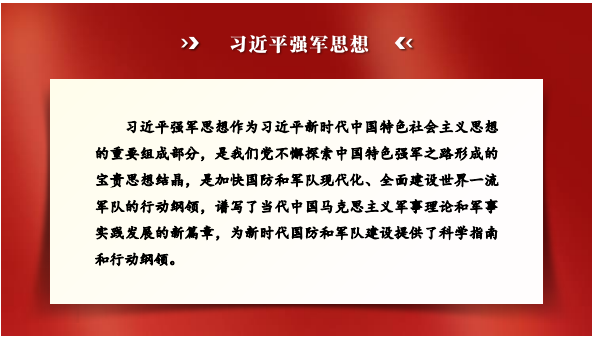 习近平强军思想
习近平强军思想作为习近平新时代中国特色社会主义思想
的重要组成部分，是我们党不懈探索中国特色强军之路形成的
宝贵思想结晶，是加快国防和军队现代化、全面建设世界一流
军队的行动纲领，谱写了当代中国马克思主义军事理论和军事
实践发展的新篇章，为新时代国防和军队建设提供了科学指南
和行动纲领。